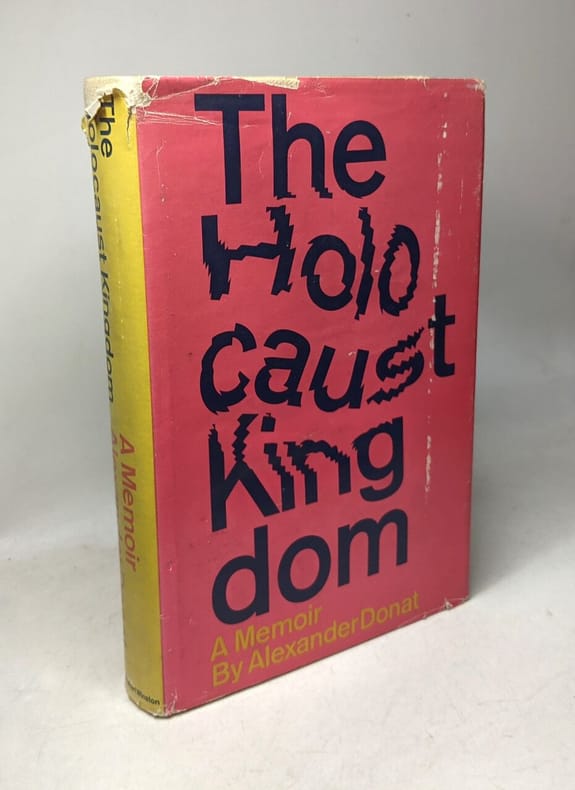 The
Holo
caust
King
dom
A Memoir
By Alexander Donat
The
Holocaust Kingdom
A Memoir